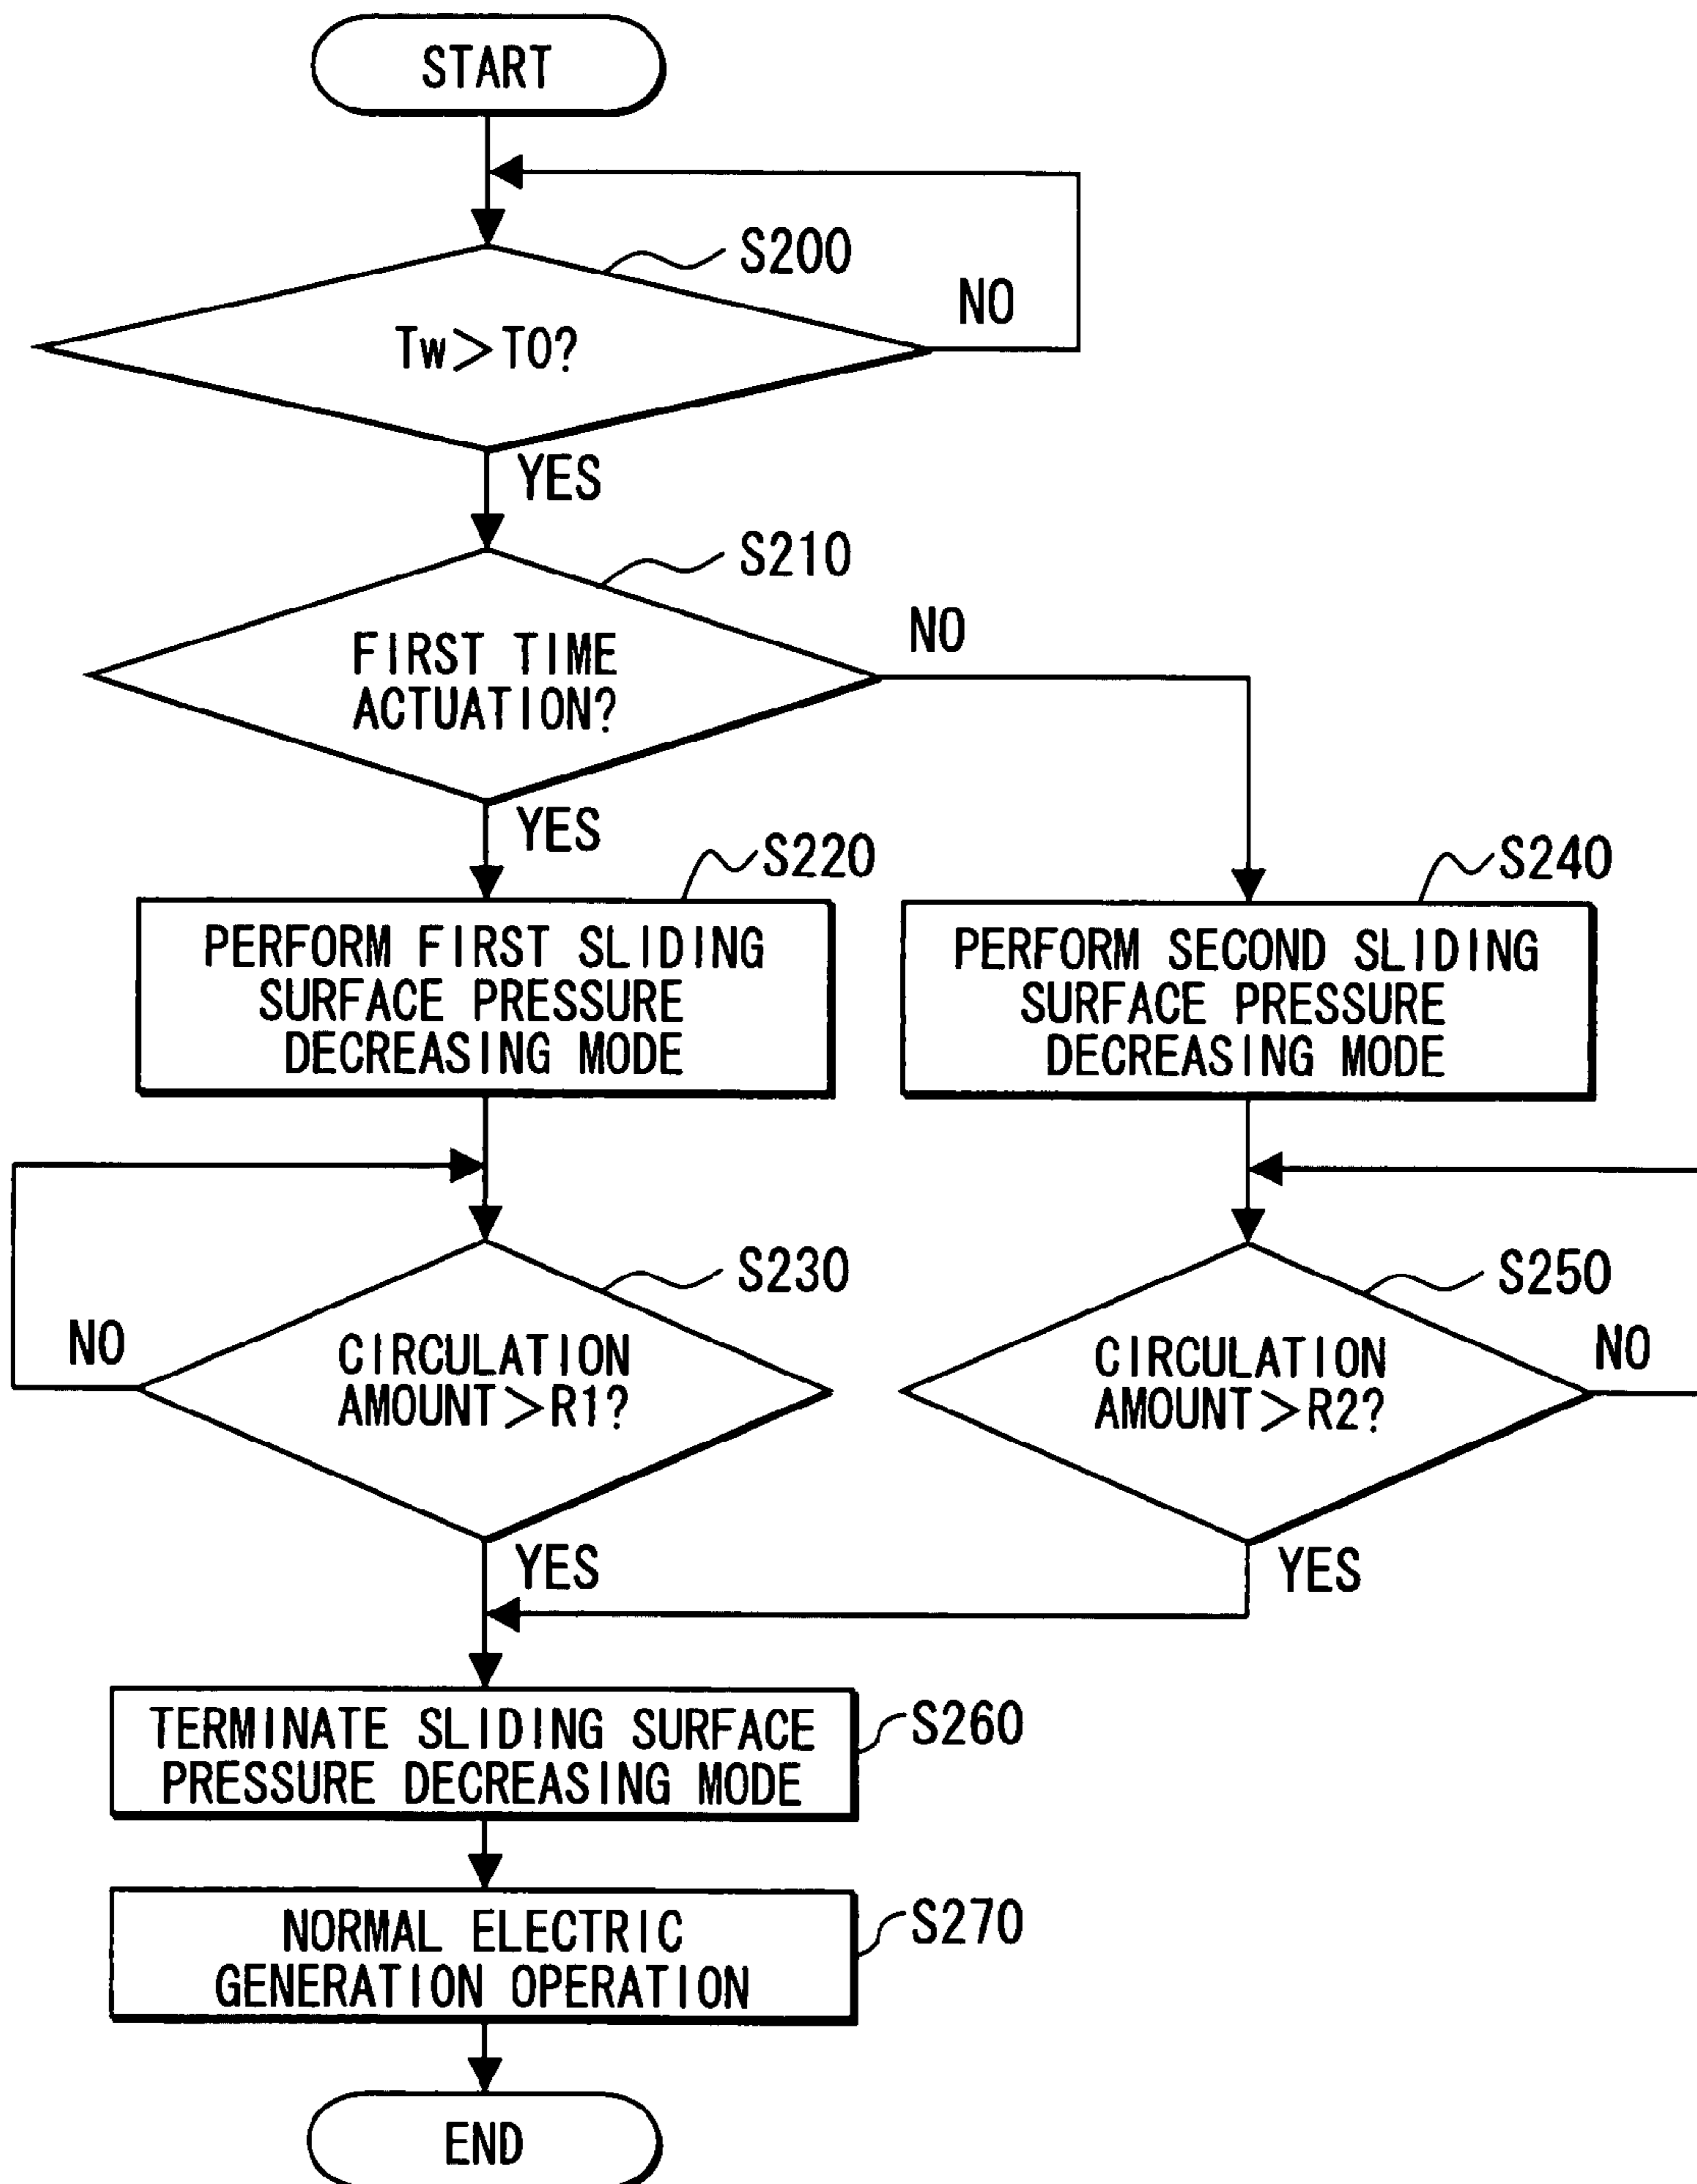 START
S200
NO
Tw>T0?
YES
S210
NO
FIRST TIME
ACTUATION?
YES
S220
S240
PERFORM FIRST SLIDING
SURFACE PRESSURE
DECREASING MODE
PERFORM SECOND SLIDING
SURFACE PRESSURE
DECREASING MODE
S230
S250
NO
CIRCULATION
AMOUNT>R1?
CIRCULATION
AMOUNT>R2?
NO
YES
YES
TERMINATE SLIDING SURFACE
PRESSURE DECREASING MODE
S260
NORMAL ELECTRIC
GENERATION OPERATION
S270
END